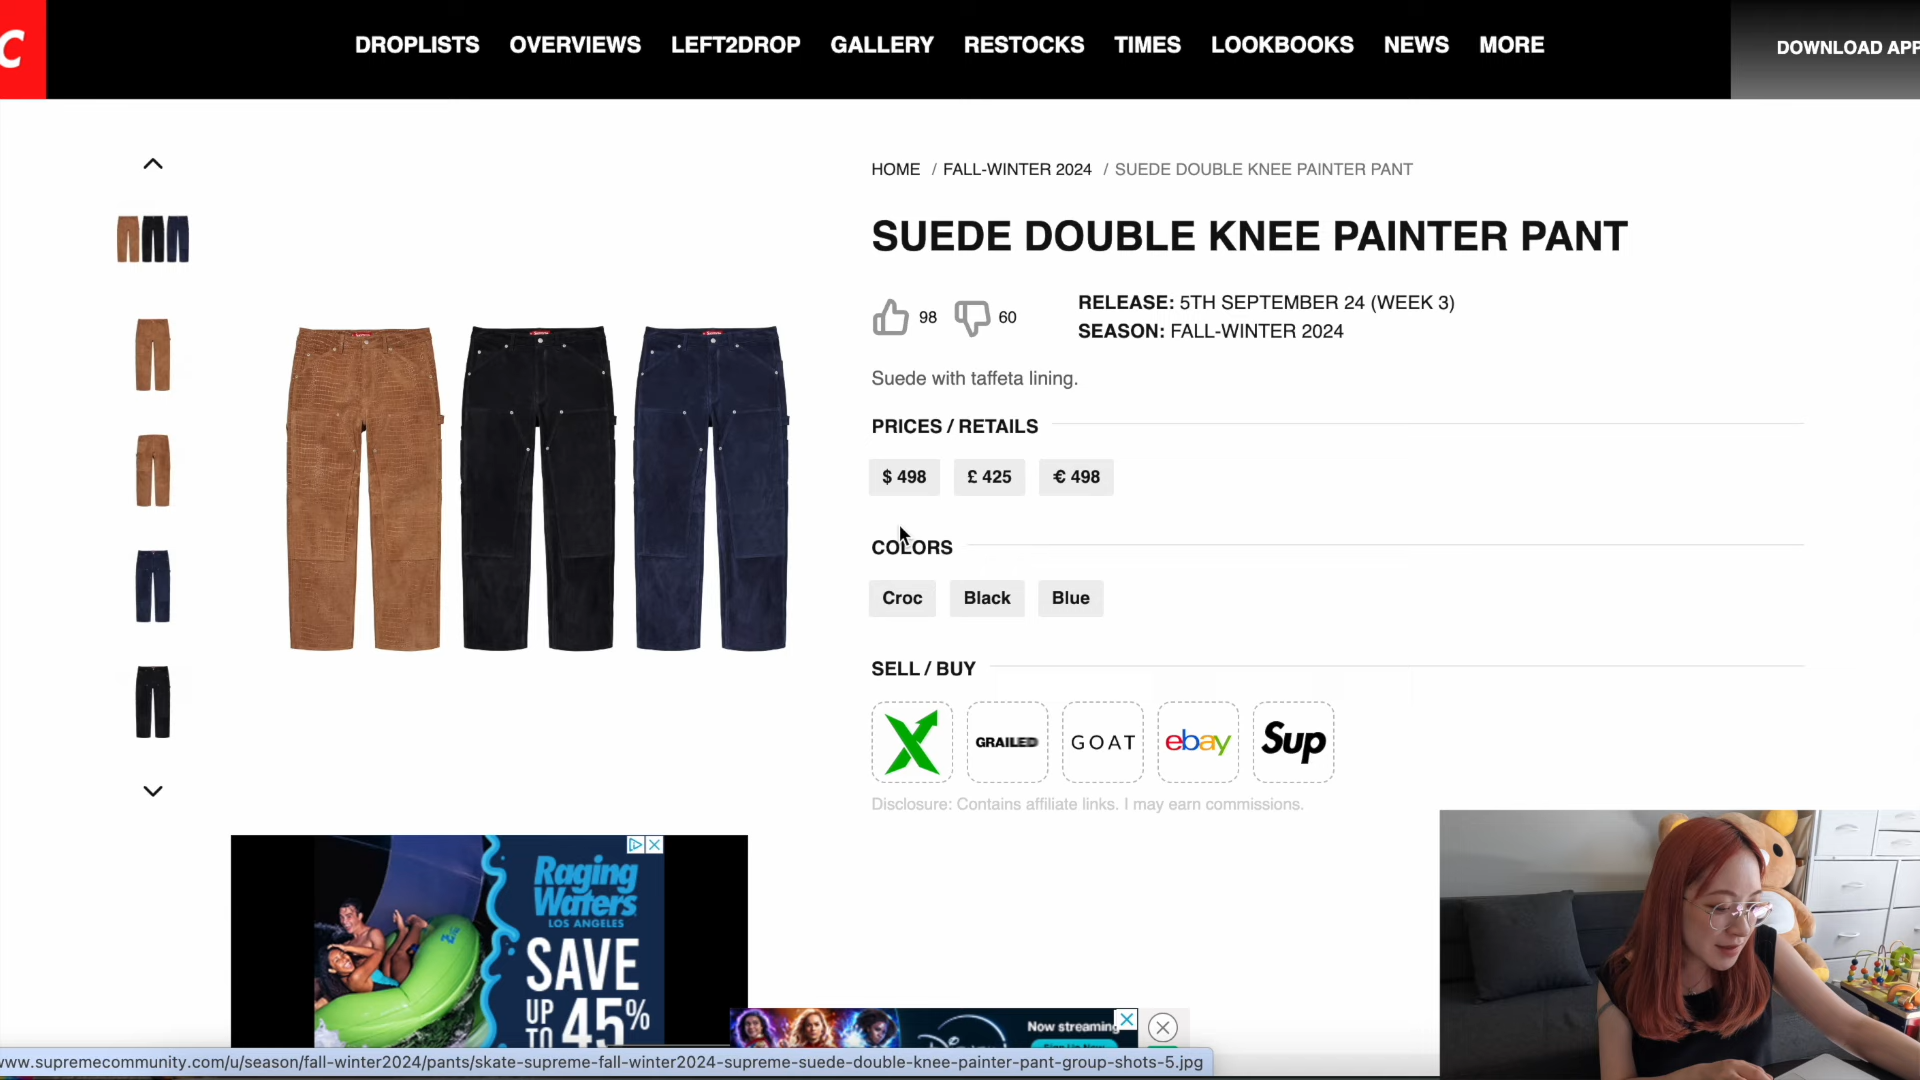 C
DROPLISTS OVERVIEWS LEFT2DROP GALLERY RESTOCKS TIMES LOOKBOOKS NEWS MORE
DOWNLOAD APP
HOME / FALL-WINTER 2024 / SUEDE DOUBLE KNEE PAINTER PANT
SUEDE DOUBLE KNEE PAINTER PANT
98 60
RELEASE: 5TH SEPTEMBER 24 (WEEK 3)
SEASON: FALL-WINTER 2024
Suede with taffeta lining.
PRICES / RETAILS
$ 498 £ 425 € 498
COLORS
Croc Black Blue
SELL / BUY
X GRAILED GOAT ebay Sup
Disclosure: Contains affiliate links. I may earn commissions.
Raging
Waters
LOS ANGELES
SAVE
UP
TO 45%
Now streaming
Sign Up Now
ww.supremecommunity.com/u/season/fall-winter2024/pants/skate-supreme-fall-winter2024-supreme-suede-double-knee-painter-pant-group-shots-5.jpg